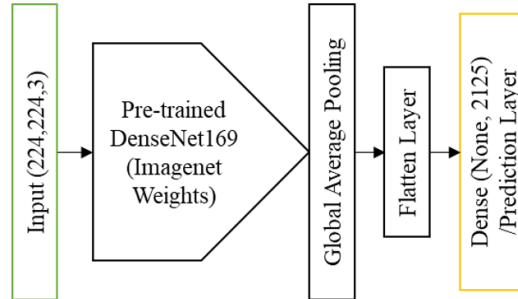 Input (224,224,3)
Pre-trained
DenseNet169
(Imagenet
Weights)
Global Average Pooling
Flatten Layer
Dense (None, 2125)
/Prediction Layer